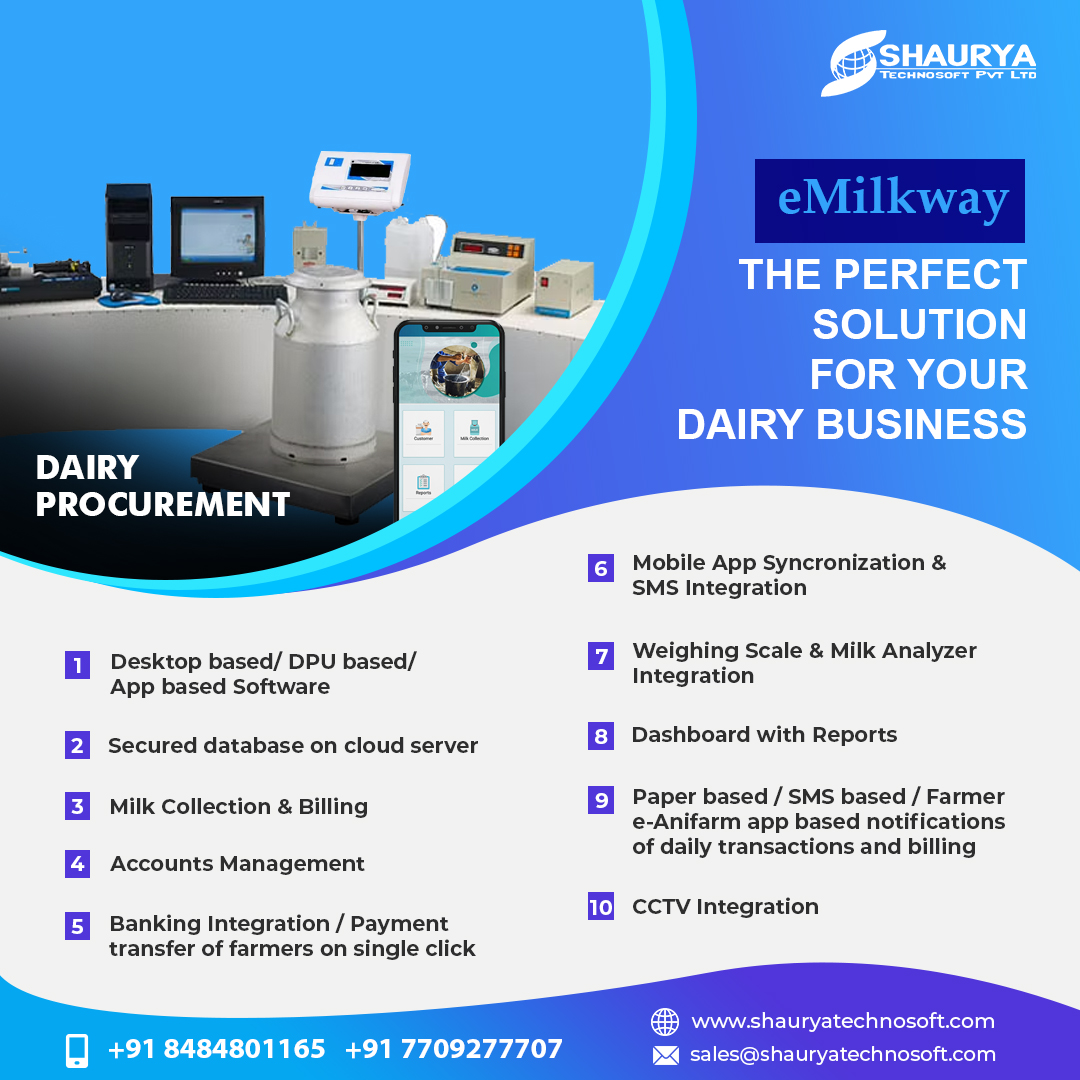 SHAURYA
TECHNOSOFT PVT LTD
eMilkway
THE PERFECT
SOLUTION
FOR YOUR
DAIRY BUSINESS
Customer
Milk Collection
Reports
DAIRY
PROCUREMENT
1 Desktop based/ DPU based/
App based Software
2 Secured database on cloud server
3 Milk Collection & Billing
4 Accounts Management
5 Banking Integration / Payment
transfer of farmers on single click
6 Mobile App Syncronization &
SMS Integration
7 Weighing Scale & Milk Analyzer
Integration
8 Dashboard with Reports
9 Paper based / SMS based / Farmer
e-Anifarm app based notifications
of daily transactions and billing
10 CCTV Integration
+91 8484801165 +91 7709277707
www.shauryatechnosoft.com
sales@shauryatechnosoft.com